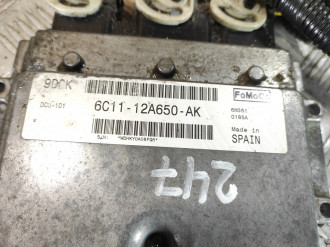 9DCK
FoMoCo
DCU-101
6C11-12A650-AK
Made in
SPAIN
247